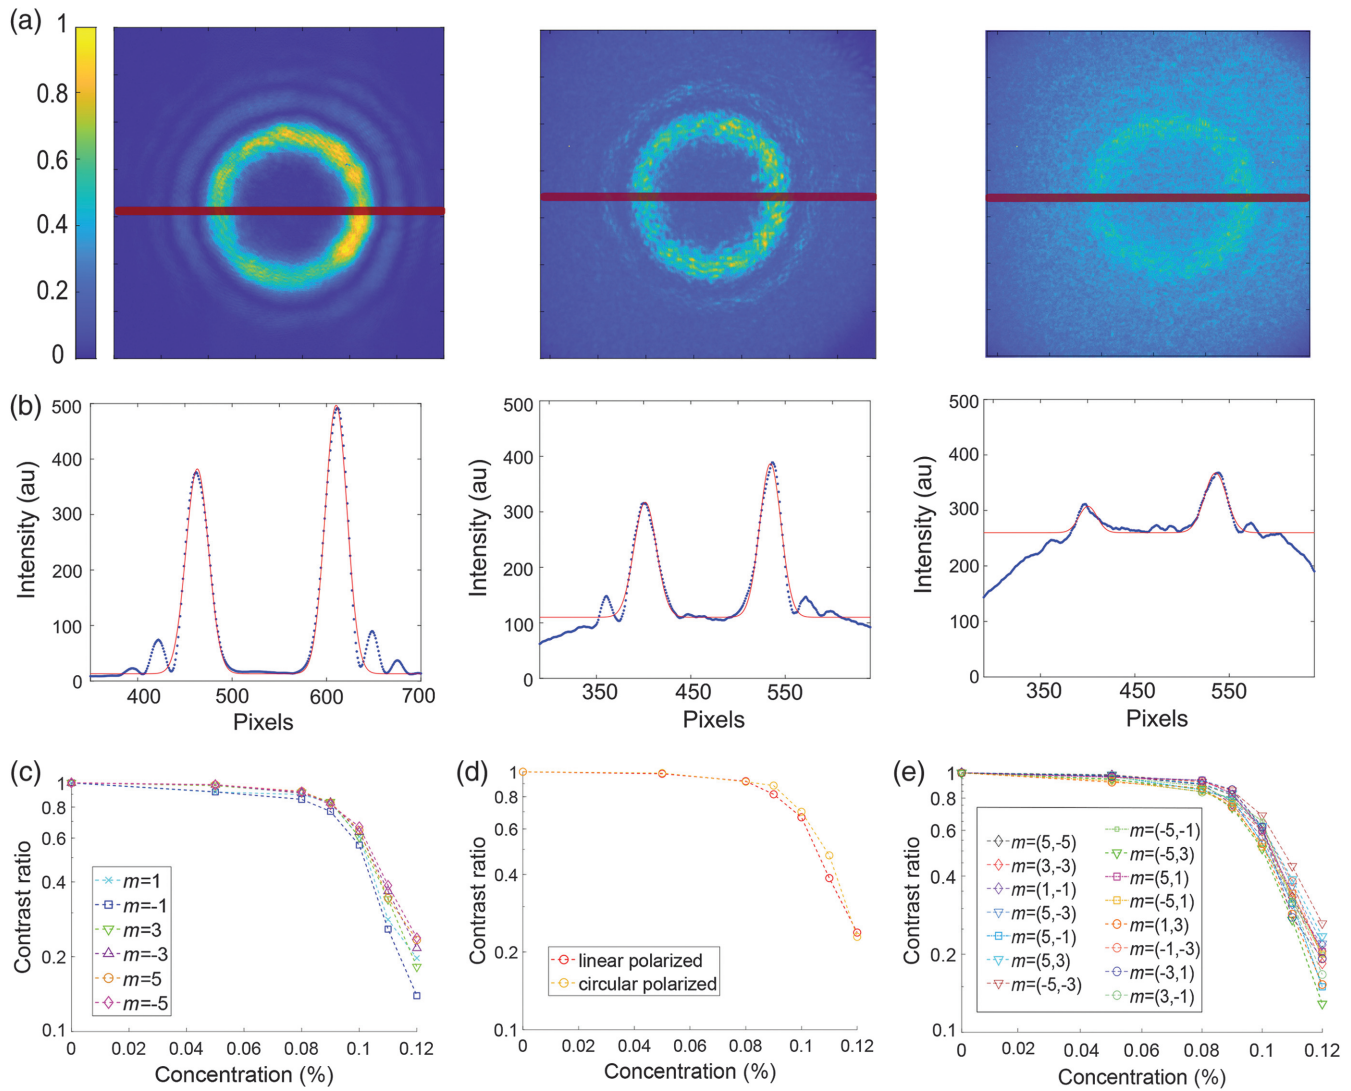 (a)
1
0.8
0.6
0.4
0.2
0
(b)
500
400
300
200
100
0
Intensity (au)
400 500 600 700
Pixels
500
400
300
200
100
0
Intensity (au)
350 450 550
Pixels
500
400
300
200
100
0
Intensity (au)
350 450 550
Pixels
(c)
1
0.8
0.6
0.4
0.2
0.1
Contrast ratio
m=1
m=-1
m=3
m=-3
m=5
m=-5
0 0.02 0.04 0.06 0.08 0.1 0.12
Concentration (%)
(d)
1
0.8
0.6
0.4
0.2
0.1
Contrast ratio
linear polarized
circular polarized
0 0.02 0.04 0.06 0.08 0.1 0.12
Concentration (%)
(e)
1
0.8
0.6
0.4
0.2
0.1
Contrast ratio
m=(5,-5)
m=(3,-3)
m=(1,-1)
m=(5,-3)
m=(5,-1)
m=(5,3)
m=(-5,-3)
m=(-5,-1)
m=(-5,3)
m=(5,1)
m=(-5,1)
m=(1,3)
m=(-1,-3)
m=(-3,1)
m=(3,-1)
0 0.02 0.04 0.06 0.08 0.1 0.12
Concentration (%)